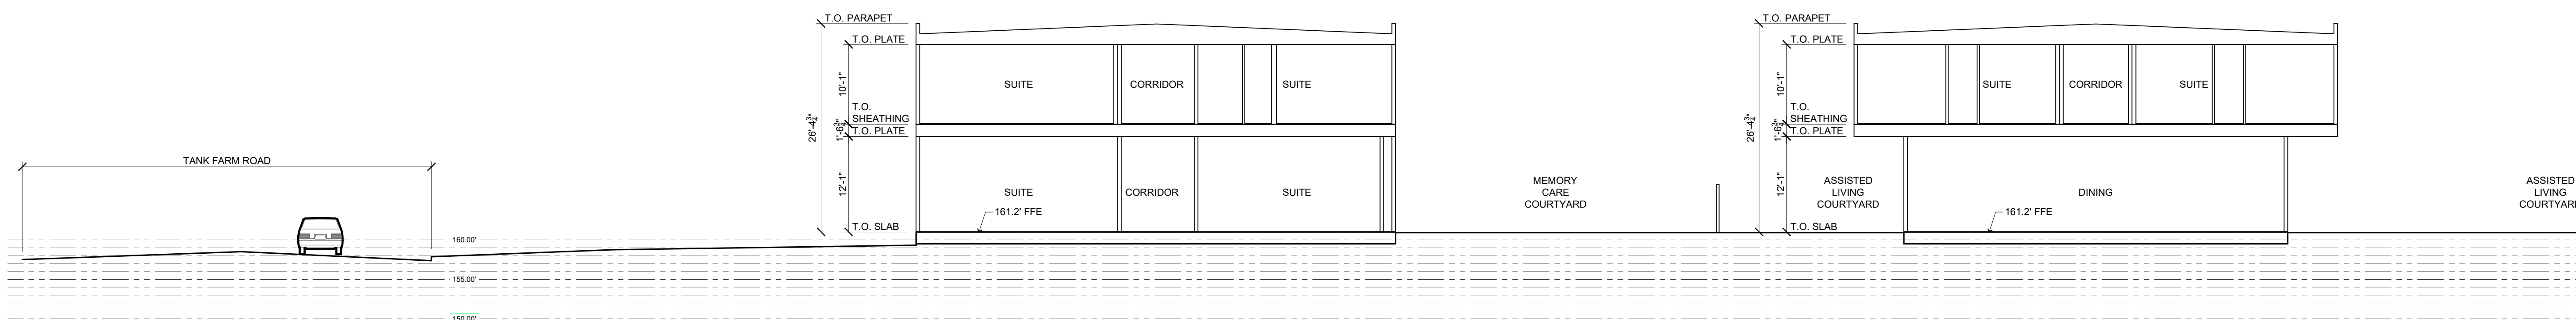 TANK FARM ROAD
160.00'
155.00'
150.00'
T.O. PARAPET
T.O. PLATE
T.O.
SHEATHING
T.O. PLATE
T.O. SLAB
26'-4¾"
10'-1"
1'-6¾"
12'-1"
SUITE
CORRIDOR
SUITE
SUITE
CORRIDOR
SUITE
161.2' FFE
MEMORY
CARE
COURTYARD
T.O. PARAPET
T.O. PLATE
T.O.
SHEATHING
T.O. PLATE
T.O. SLAB
26'-4¾"
10'-1"
1'-6¾"
12'-1"
ASSISTED
LIVING
COURTYARD
SUITE
CORRIDOR
SUITE
DINING
161.2' FFE
ASSISTED
LIVING